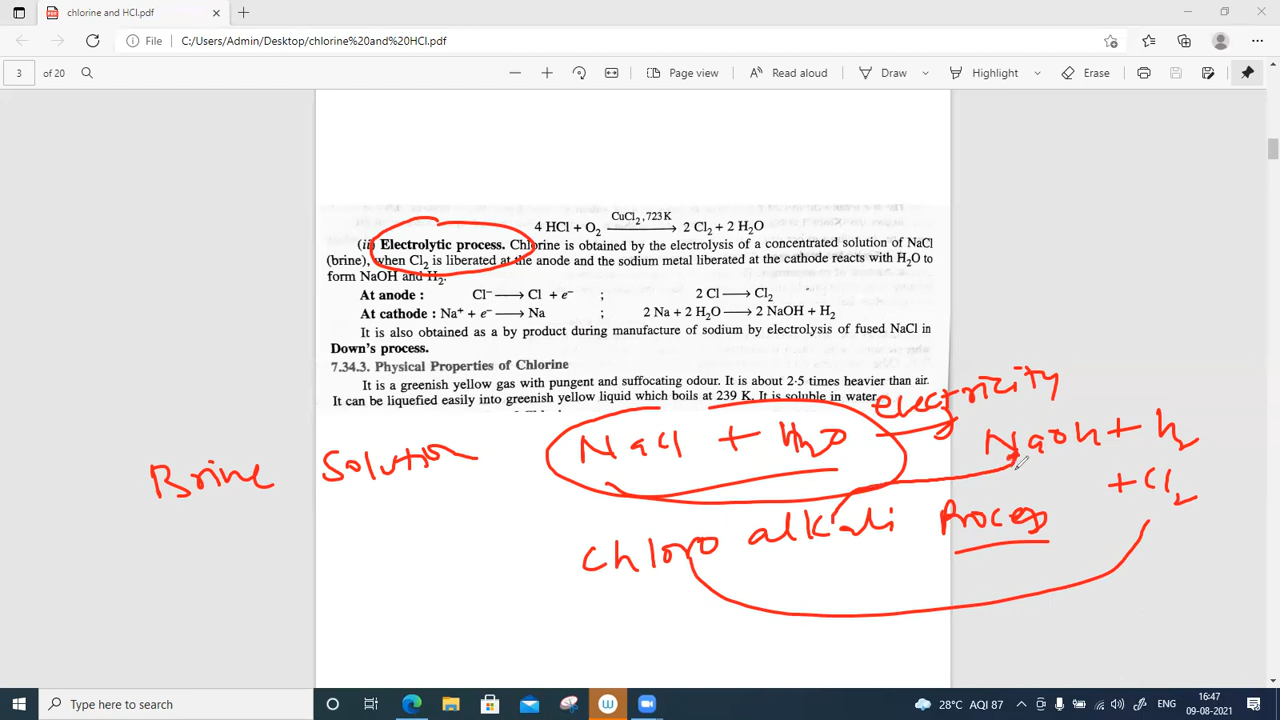 chlorine and HCl.pdf
File C:/Users/Admin/Desktop/chlorine%20and%20HCl.pdf
3 of 20 Page view Read aloud Draw Highlight Erase
4 HCl + O2 CuCl2, 723 K → 2 Cl2 + 2 H2O
(ii) Electrolytic process. Chlorine is obtained by the electrolysis of a concentrated solution of NaCl
(brine), when Cl2 is liberated at the anode and the sodium metal liberated at the cathode reacts with H2O to
form NaOH and H2.
At anode : Cl⁻ → Cl + e⁻ ; 2 Cl → Cl2
At cathode : Na⁺ + e⁻ → Na ; 2 Na + 2 H2O → 2 NaOH + H2
It is also obtained as a by product during manufacture of sodium by electrolysis of fused NaCl in
Down's process.
7.34.3. Physical Properties of Chlorine
It is a greenish yellow gas with pungent and suffocating odour. It is about 2·5 times heavier than air.
It can be liquefied easily into greenish yellow liquid which boils at 239 K. It is soluble in water.
electricity
Brine Solution NaCl + H2O → NaOH + H2
+ Cl2
Chloro alkali Process
Type here to search
28°C AQI 87 ENG 16:47
09-08-2021